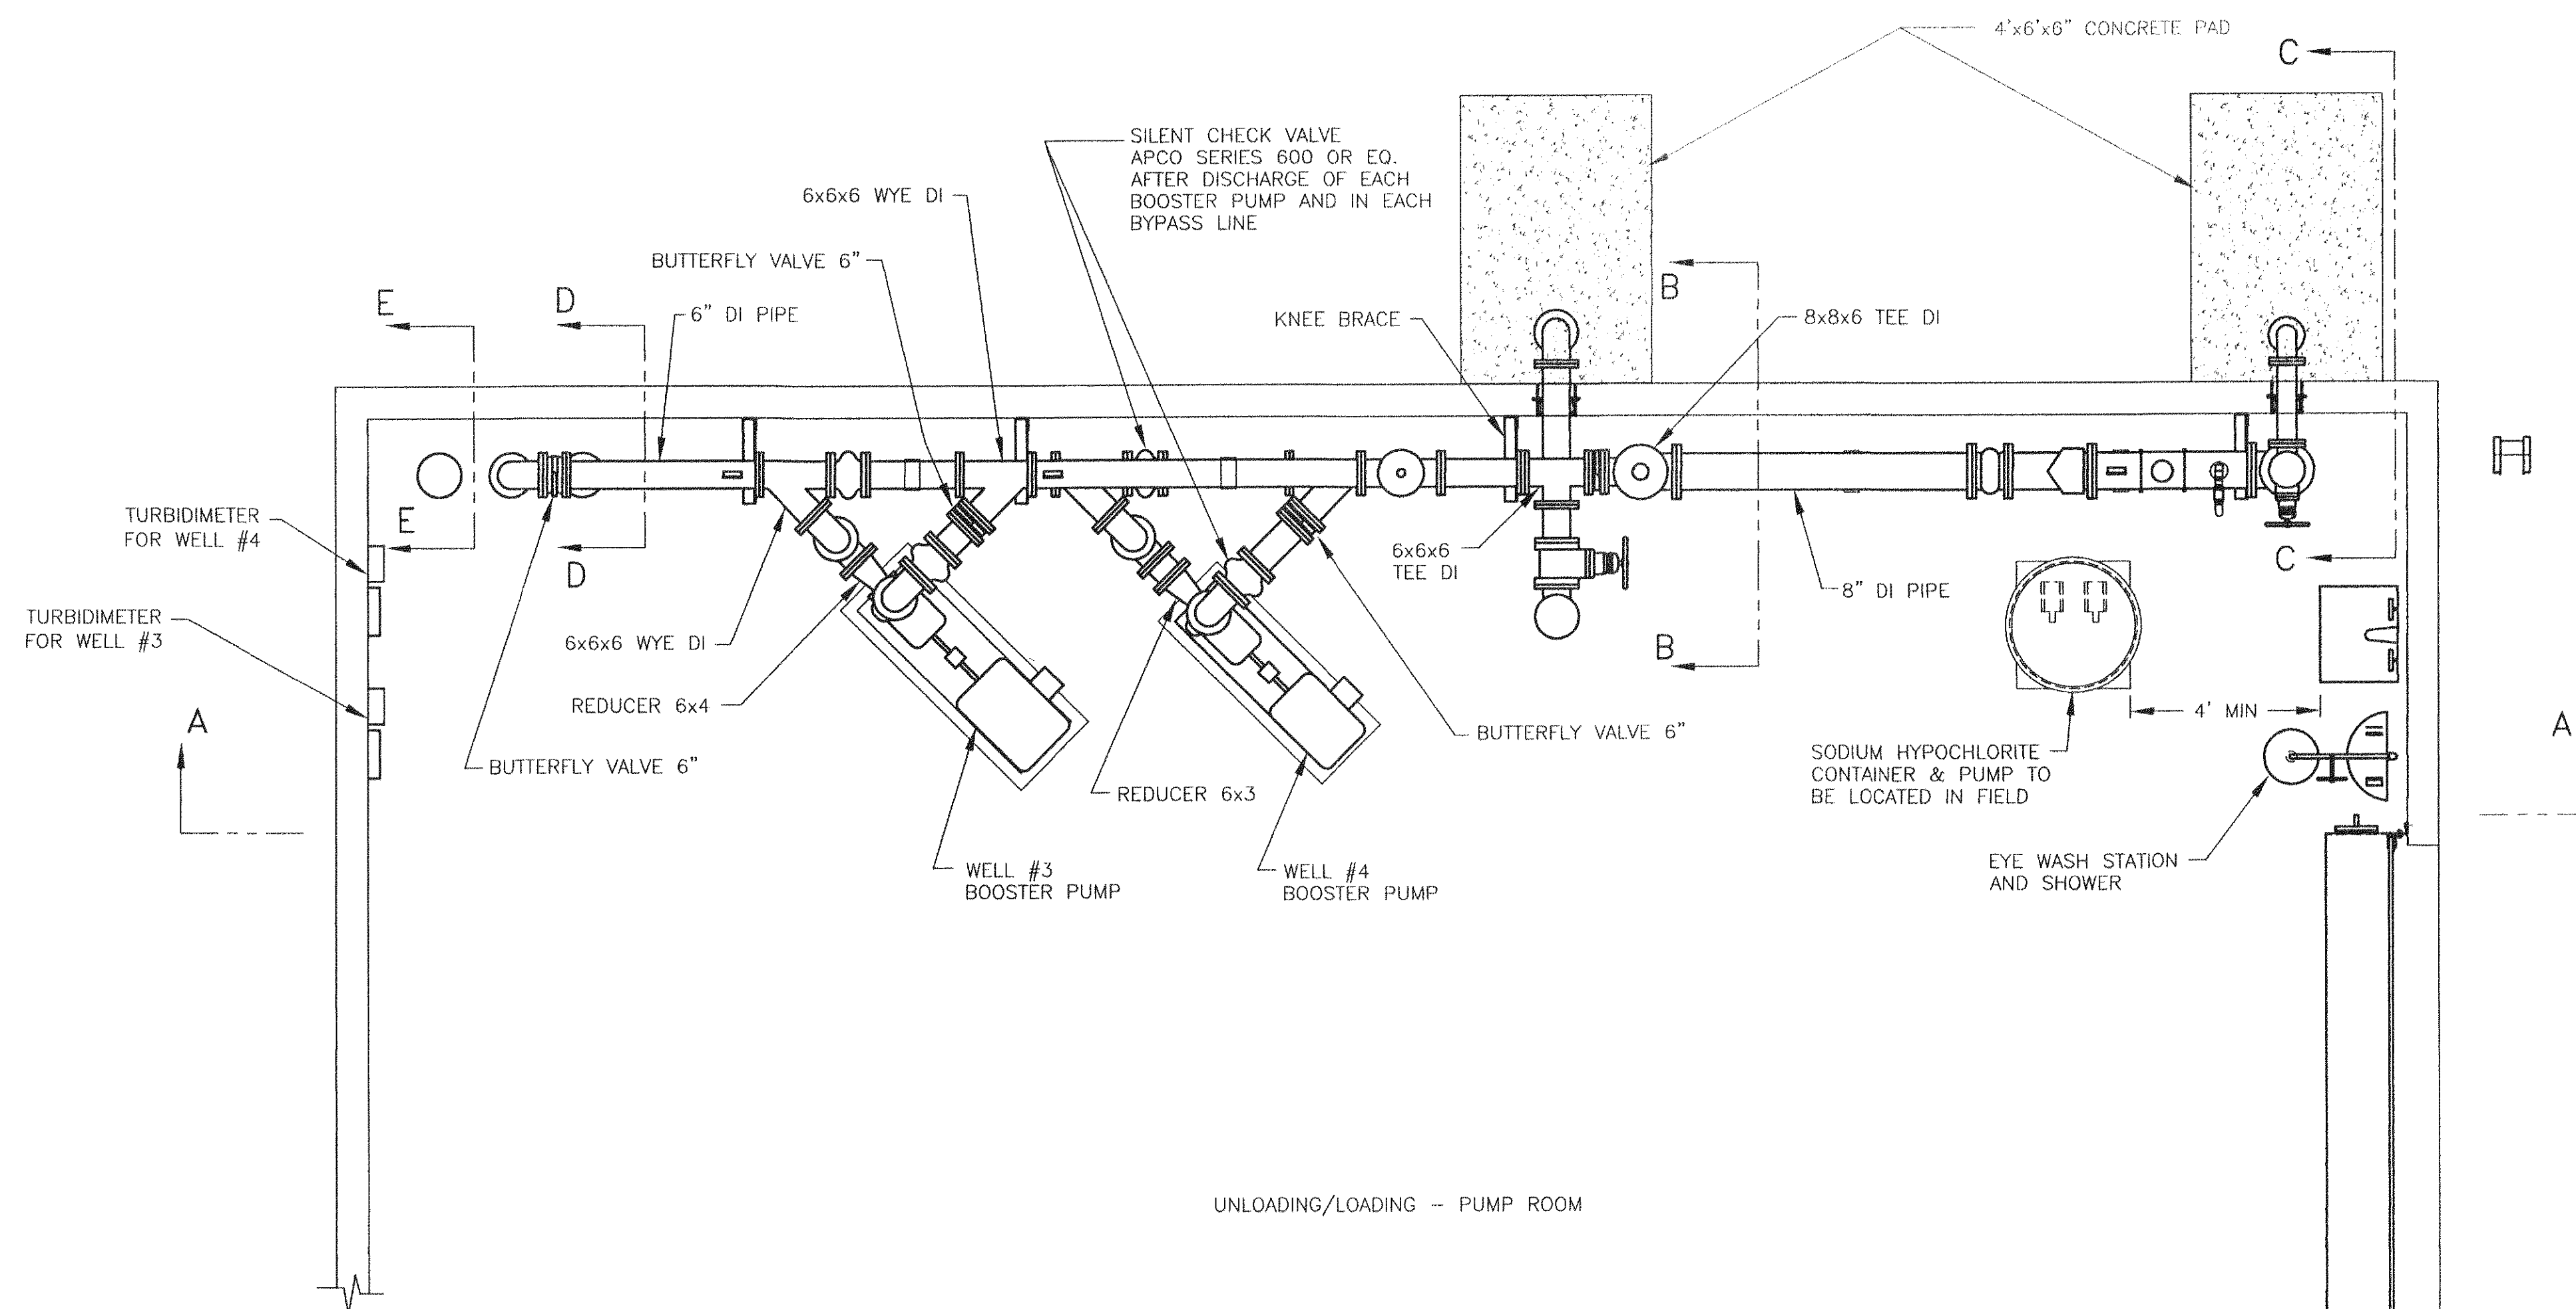 4'x6'x6" CONCRETE PAD
C
SILENT CHECK VALVE
APCO SERIES 600 OR EQ.
AFTER DISCHARGE OF EACH
BOOSTER PUMP AND IN EACH
BYPASS LINE
6x6x6 WYE DI
BUTTERFLY VALVE 6"
B
E
D
6" DI PIPE
KNEE BRACE
8x8x6 TEE DI
TURBIDIMETER
FOR WELL #4
E
D
6x6x6
TEE DI
C
8" DI PIPE
TURBIDIMETER
FOR WELL #3
6x6x6 WYE DI
B
REDUCER 6x4
4' MIN
A
A
BUTTERFLY VALVE 6"
BUTTERFLY VALVE 6"
REDUCER 6x3
SODIUM HYPOCHLORITE
CONTAINER & PUMP TO
BE LOCATED IN FIELD
WELL #3
BOOSTER PUMP
WELL #4
BOOSTER PUMP
EYE WASH STATION
AND SHOWER
UNLOADING/LOADING - PUMP ROOM